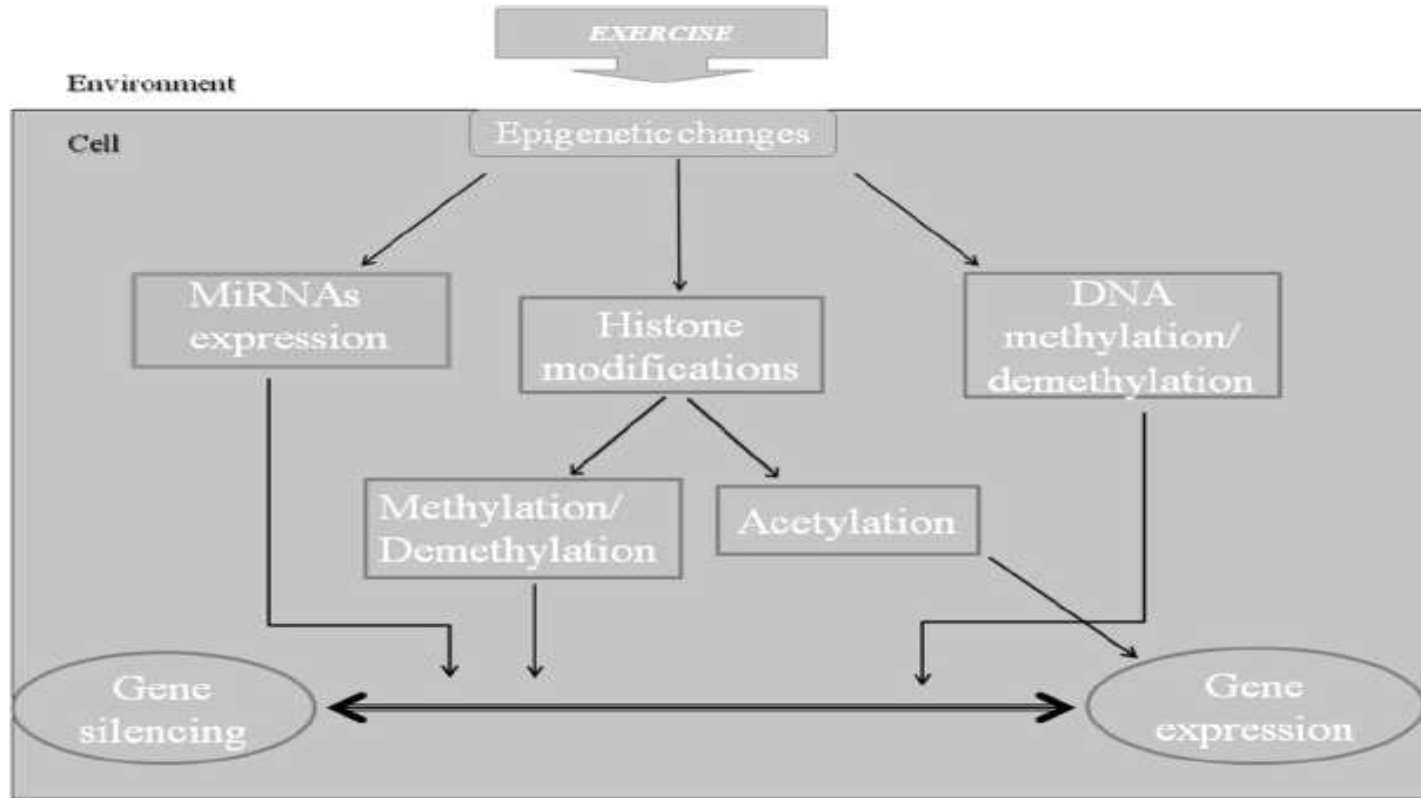 EXERCISE
Environment
Cell
Epigenetic changes
MiRNAs
expression
Histone
modifications
DNA
methylation/
demethylation
Methylation/
Demethylation
Acetylation
Gene
silencing
Gene
expression